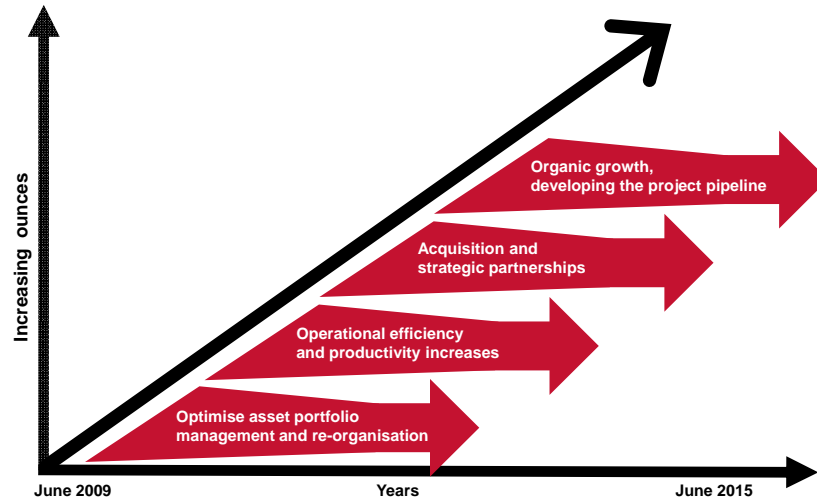 Increasing ounces
Organic growth,
developing the project pipeline
Acquisition and
strategic partnerships
Operational efficiency
and productivity increases
Optimise asset portfolio
management and re-organisation
June 2009
Years
June 2015